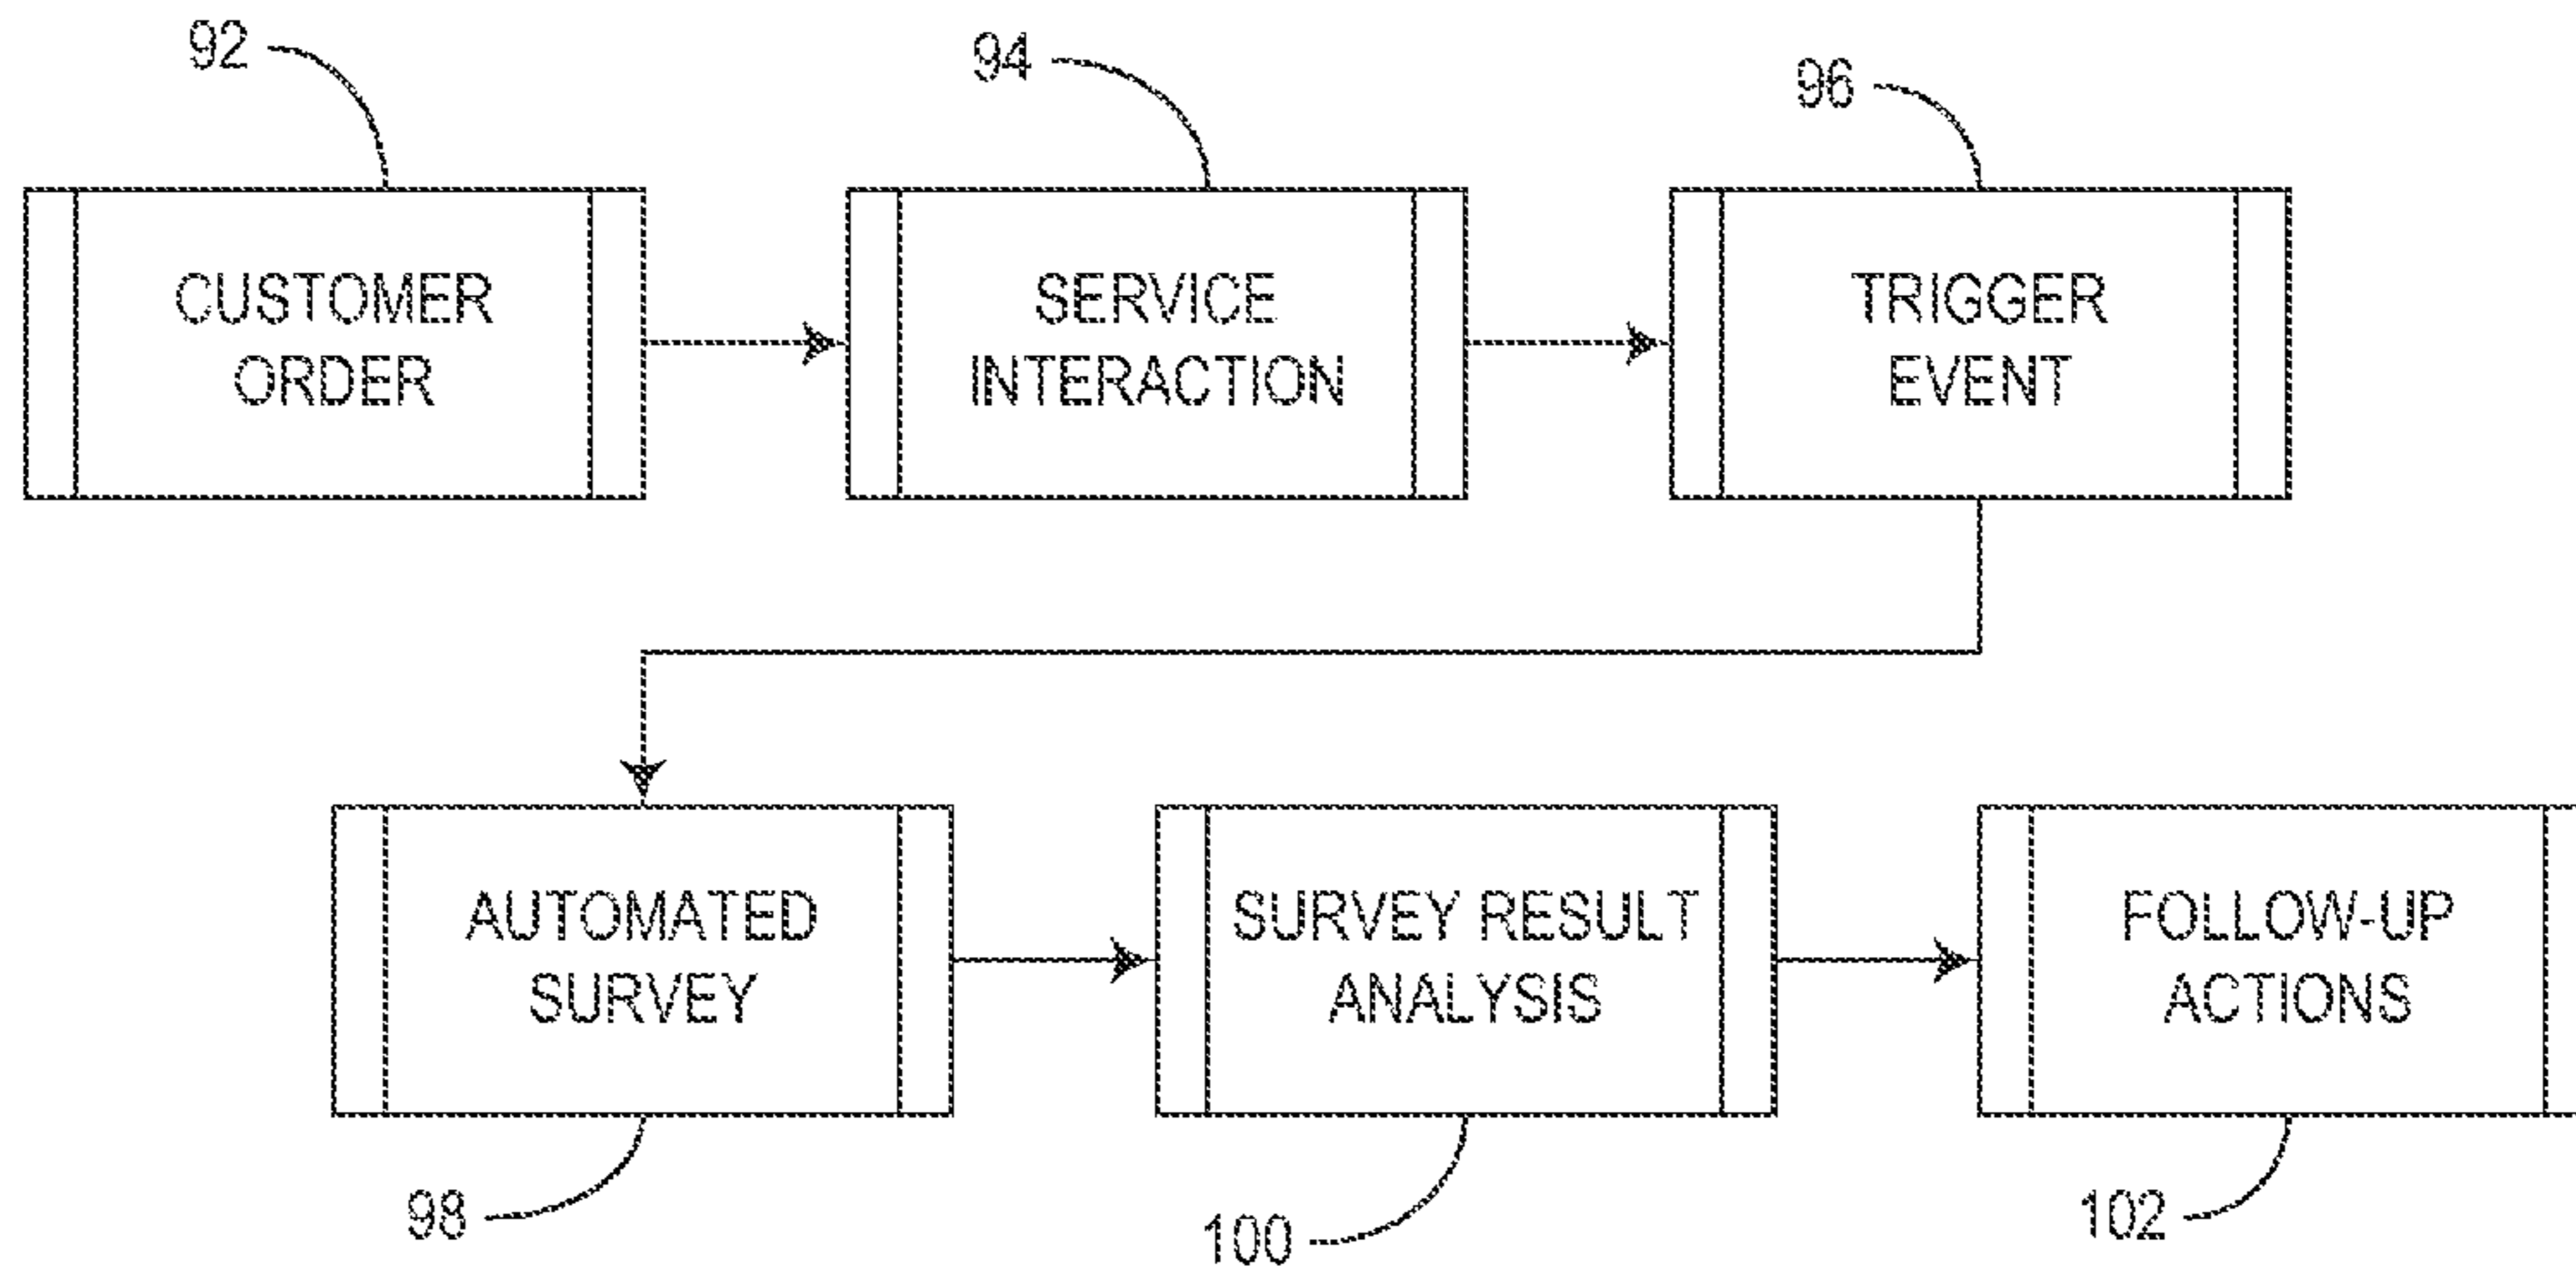 92
94
96
CUSTOMER
ORDER
SERVICE
INTERACTION
TRIGGER
EVENT
AUTOMATED
SURVEY
SURVEY RESULT
ANALYSIS
FOLLOW-UP
ACTIONS
98
100
102